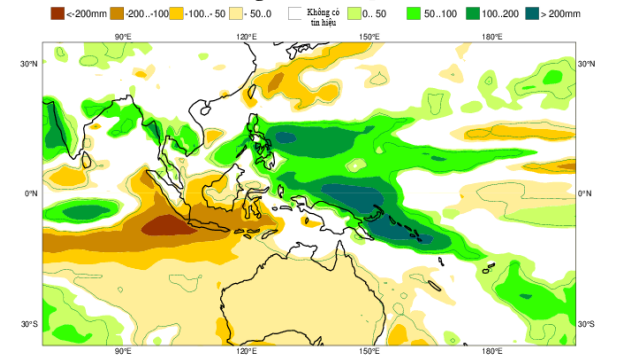 <-200mm -200..-100 -100..- 50 - 50..0 Không có tín hiệu 0.. 50 50..100 100..200 > 200mm
90°E 120°E 150°E 180°E
30°N 30°N
0°N 0°N
30°S 30°S
90°E 120°E 150°E 180°E